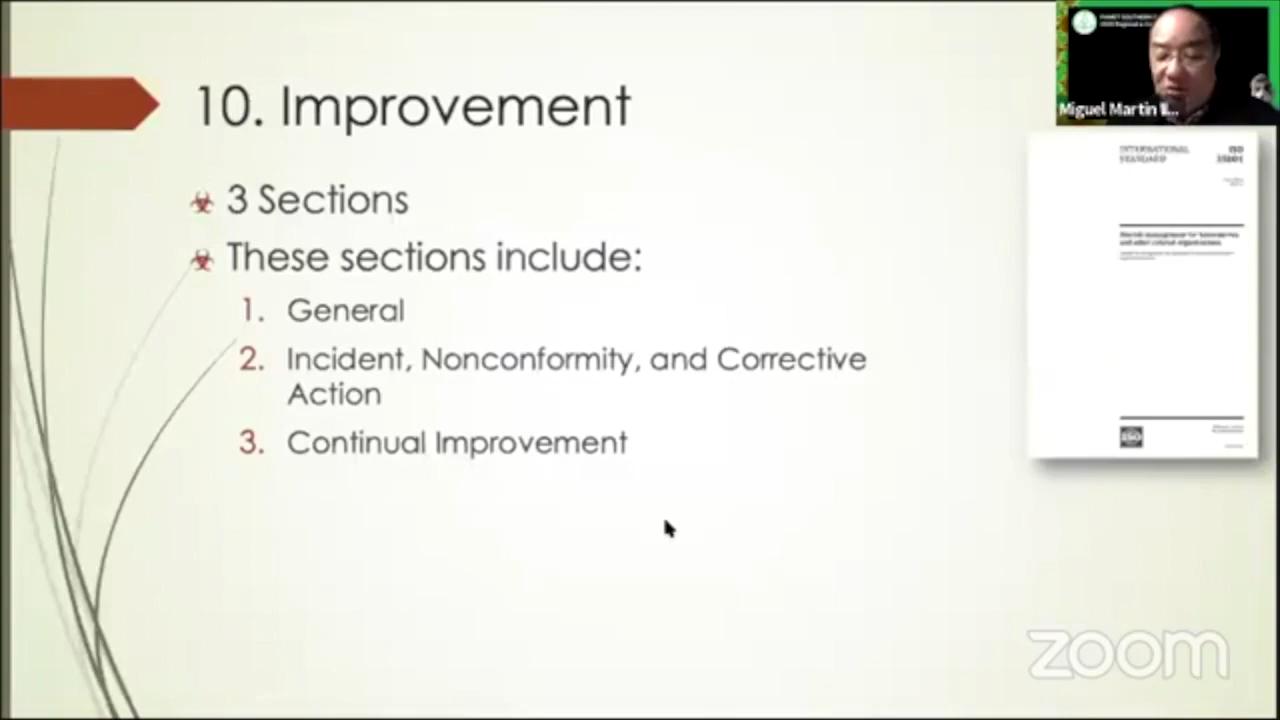 10. Improvement
3 Sections
These sections include:
1. General
2. Incident, Nonconformity, and Corrective
Action
3. Continual Improvement
Miguel Martin
INTERNATIONAL
STANDARD
ISO
35001
ISO
zoom